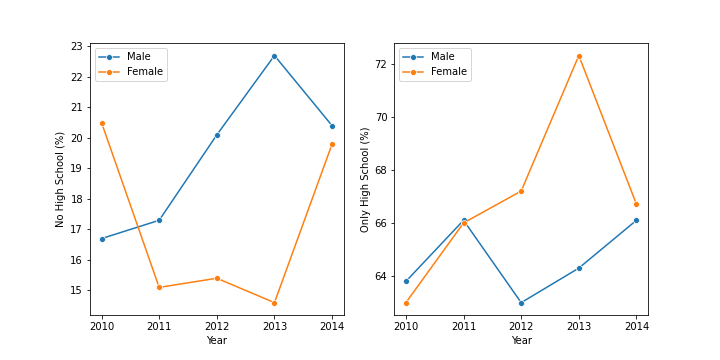 No High School (%)
23
22
21
20
19
18
17
16
15
Male
Female
2010 2011 2012 2013 2014
Year
Only High School (%)
72
70
68
66
64
Male
Female
2010 2011 2012 2013 2014
Year